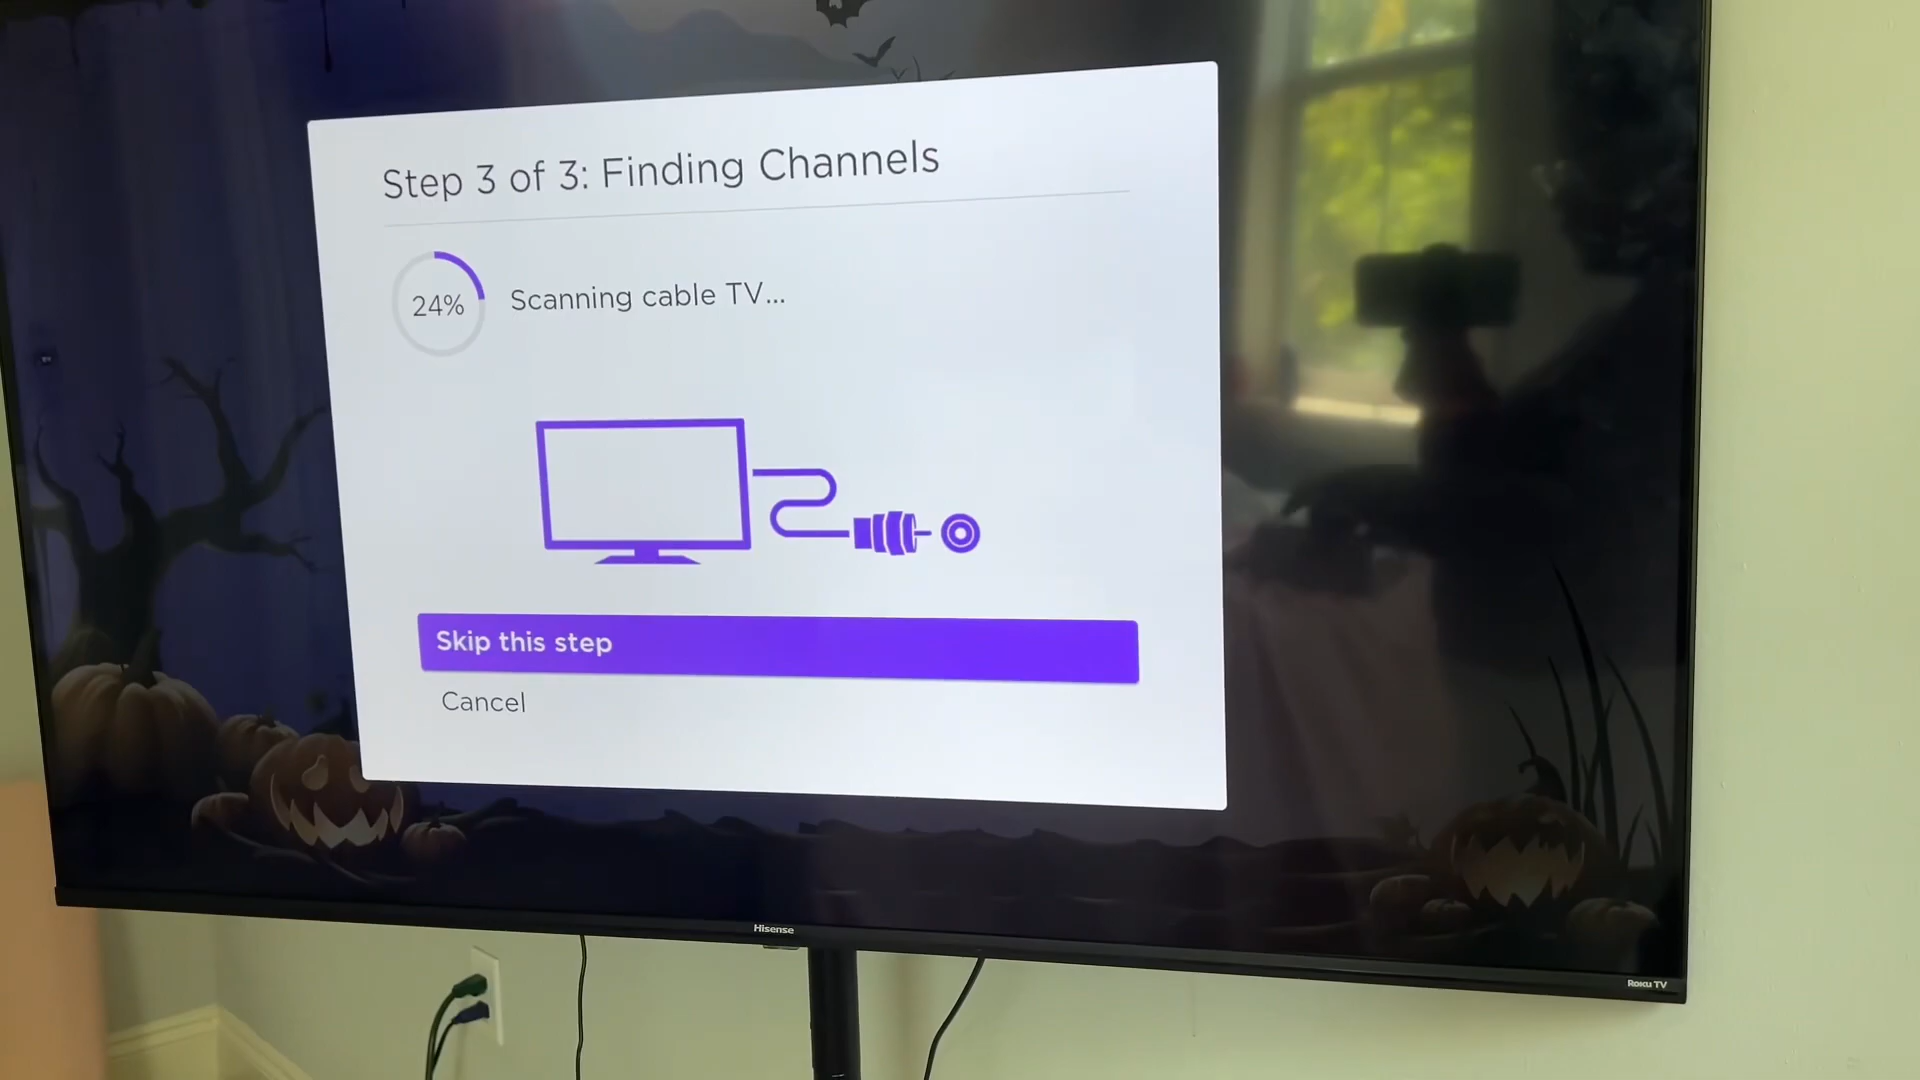 Step 3 of 3: Finding Channels
24%
Scanning cable TV...
Skip this step
Cancel
Hisense
Roku TV